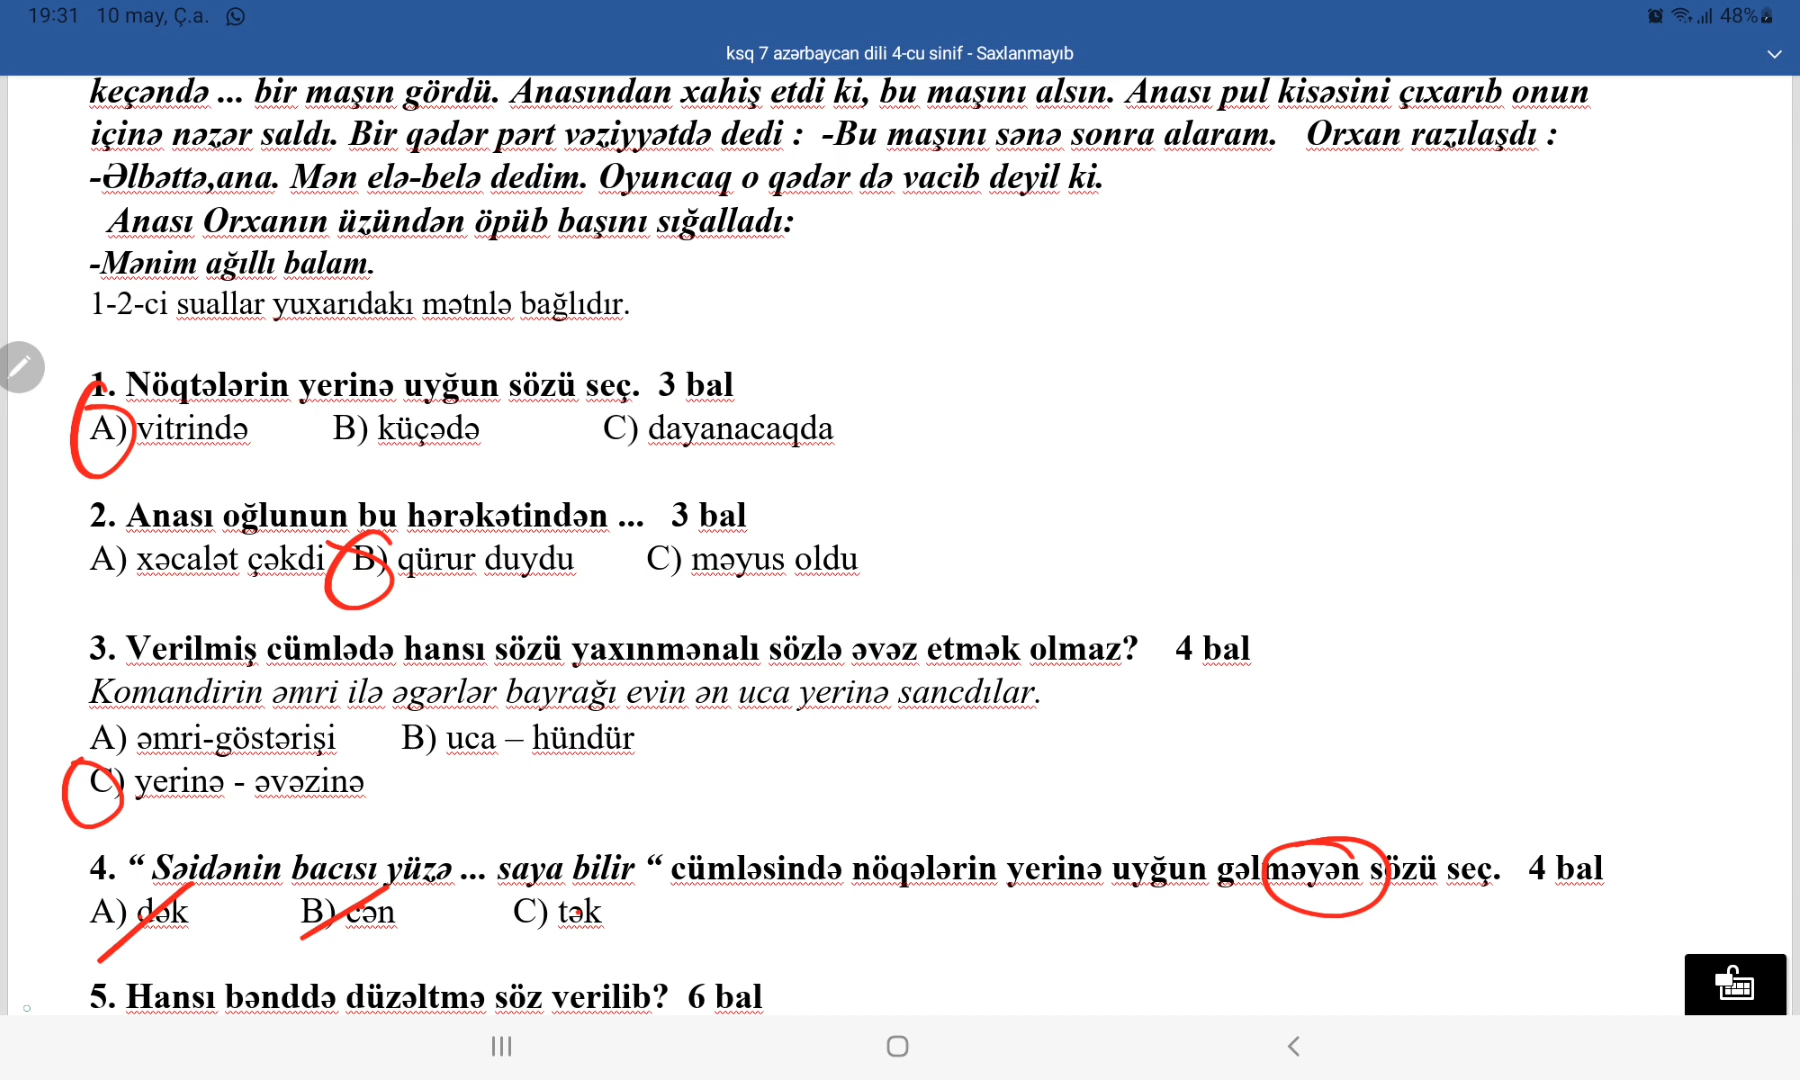 19:31 10 may, Ç.a. 48%
ksq 7 azərbaycan dili 4-cu sinif - Saxlanmayıb
keçəndə ... bir maşın gördü. Anasından xahiş etdi ki, bu maşını alsın. Anası pul kisəsini çıxarıb onun
içinə nəzər saldı. Bir qədər pərt vəziyyətdə dedi : -Bu maşını sənə sonra alaram. Orxan razılaşdı :
-Əlbəttə,ana. Mən elə-belə dedim. Oyuncaq o qədər də vacib deyil ki.
Anası Orxanın üzündən öpüb başını sığalladı:
-Mənim ağıllı balam.
1-2-ci suallar yuxarıdakı mətnlə bağlıdır.
1. Nöqtələrin yerinə uyğun sözü seç. 3 bal
A) vitrində B) küçədə C) dayanacaqda
2. Anası oğlunun bu hərəkətindən ... 3 bal
A) xəcalət çəkdi B) qürur duydu C) məyus oldu
3. Verilmiş cümlədə hansı sözü yaxınmənalı sözlə əvəz etmək olmaz? 4 bal
Komandirin əmri ilə əgərlər bayrağı evin ən uca yerinə sancdılar.
A) əmri-göstərişi B) uca – hündür
C) yerinə - əvəzinə
4. “ Səidənin bacısı yüzə ... saya bilir “ cümləsində nöqələrin yerinə uyğun gəlməyən sözü seç. 4 bal
A) dək B) cən C) tək
5. Hansı bənddə düzəltmə söz verilib? 6 bal